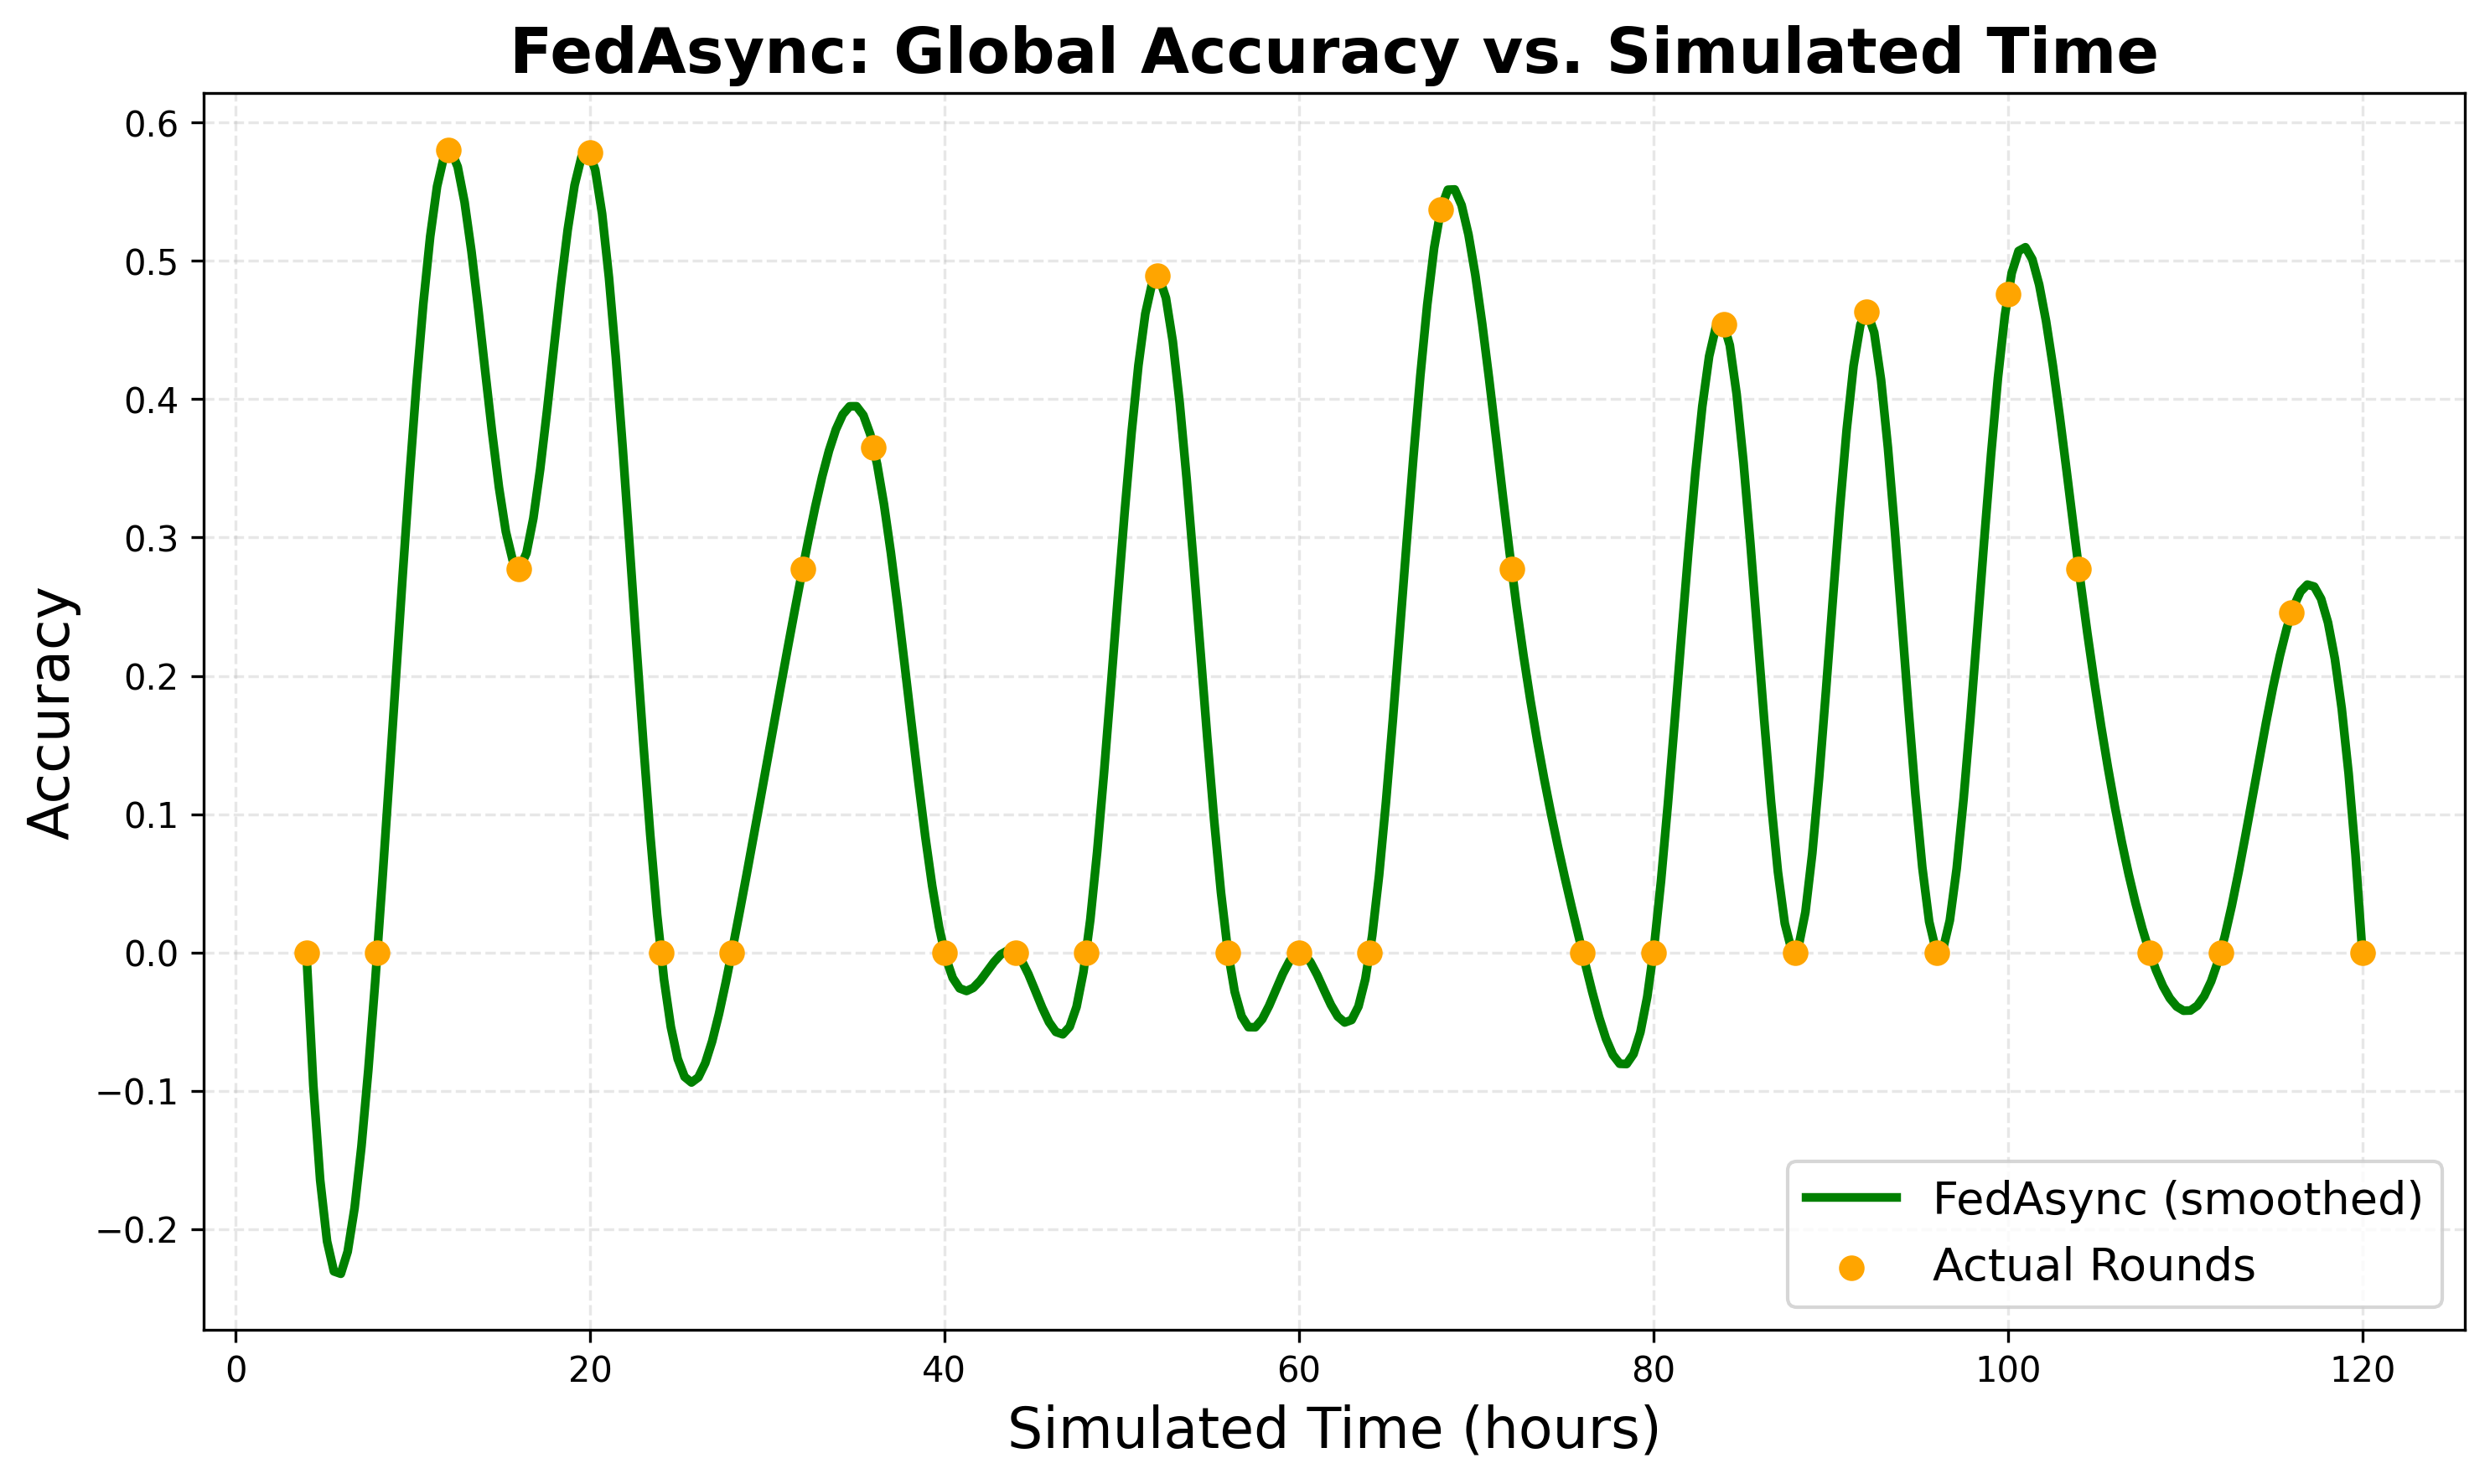 FedAsync: Global Accuracy vs. Simulated Time
Accuracy
0.6
0.5
0.4
0.3
0.2
0.1
0.0
−0.1
−0.2
FedAsync (smoothed)
Actual Rounds
0 20 40 60 80 100 120
Simulated Time (hours)